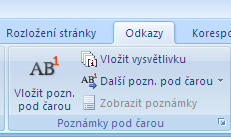 Rozložení stránky Odkazy Korespo
AB1 Vložit vysvětlivku
AB Další pozn. pod čarou
Vložit pozn. pod čarou Zobrazit poznámky
Poznámky pod čarou